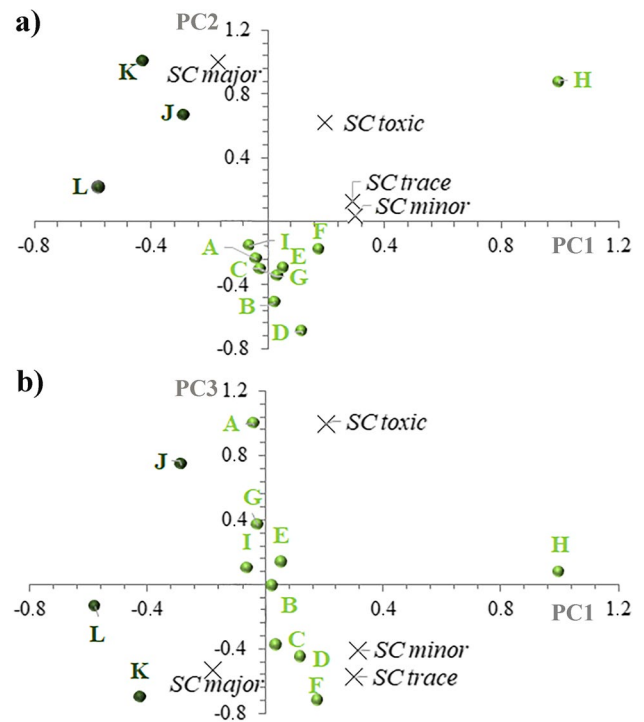 a)
PC2
1.2
K
SC major
H
0.8
J
SC toxic
0.4
L
SC trace
SC minor
F
-0.8
-0.4
0.4
0.8
1.2
PC1
A
I
E
C
G
-0.4
B
D
-0.8
b)
PC3
1.2
A
SC toxic
0.8
J
G
0.4
E
I
H
-0.8
-0.4
0.4
0.8
1.2
PC1
L
B
C
SC minor
-0.4
D
K
SC major
SC trace
F
-0.8